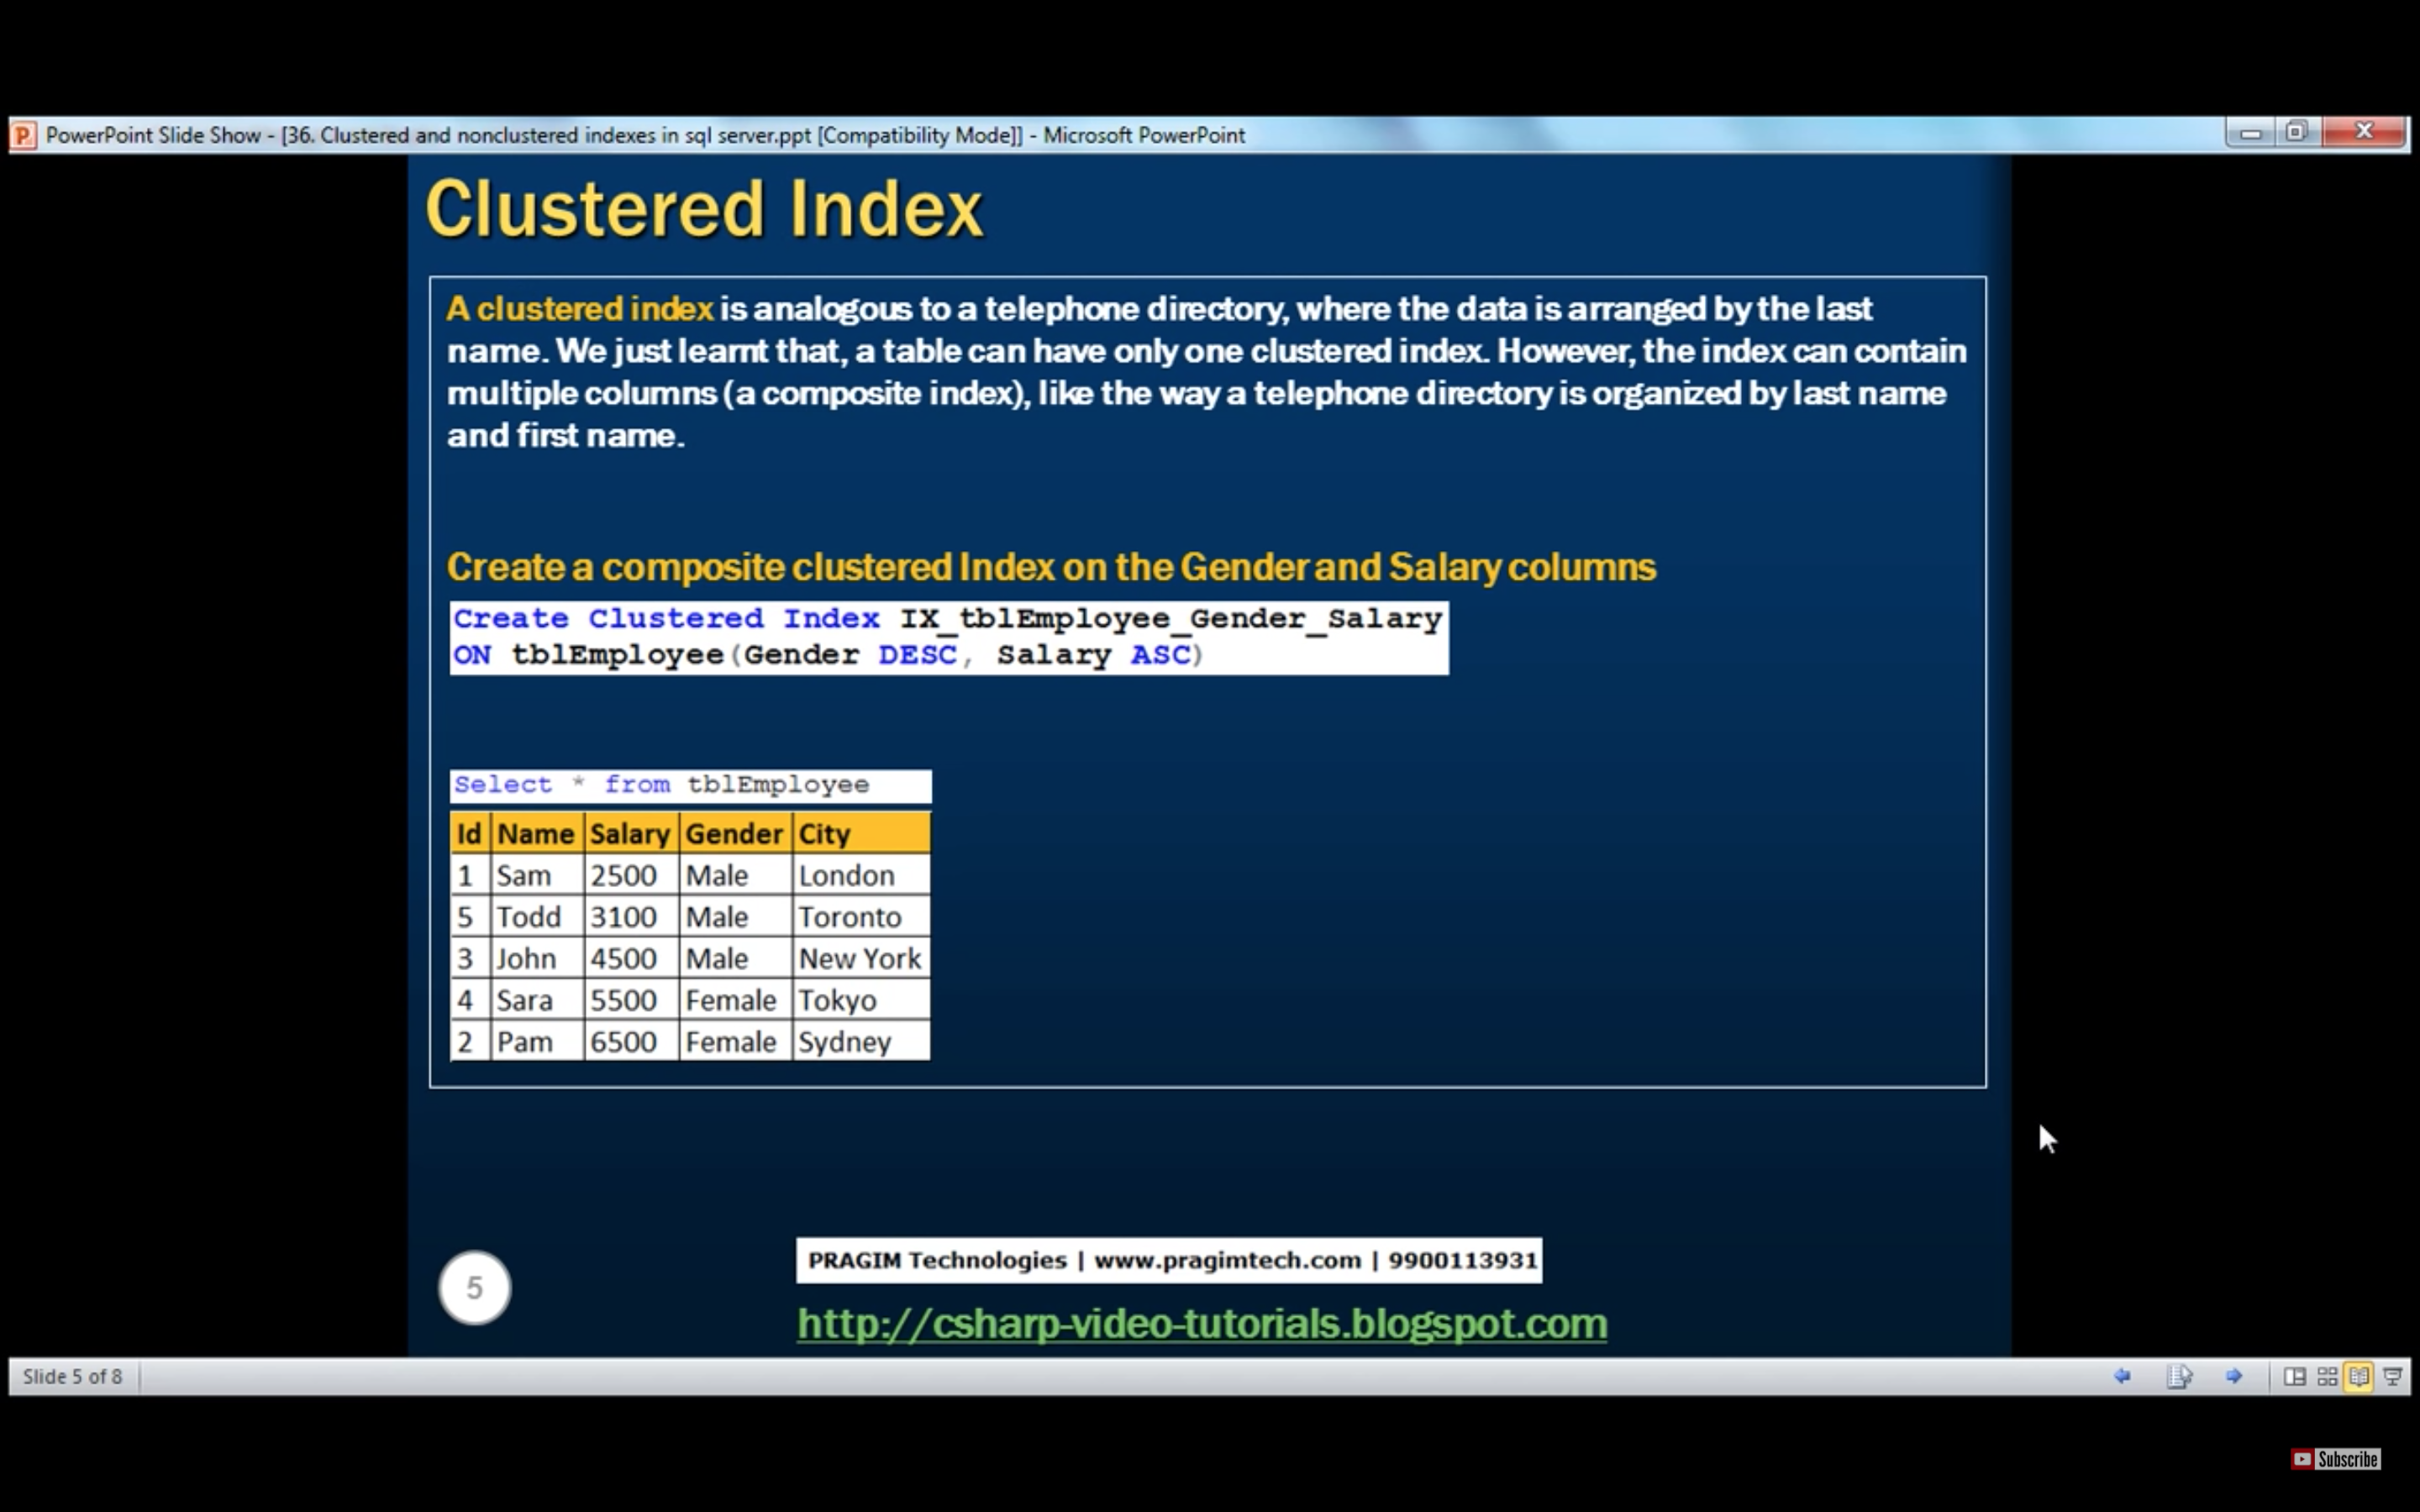 PowerPoint Slide Show - [36. Clustered and nonclustered indexes in sql server.ppt [Compatibility Mode]] - Microsoft PowerPoint
Clustered Index
A clustered index is analogous to a telephone directory, where the data is arranged by the last
name. We just learnt that, a table can have only one clustered index. However, the index can contain
multiple columns (a composite index), like the way a telephone directory is organized by last name
and first name.
Create a composite clustered Index on the Gender and Salary columns
Create Clustered Index IX_tblEmployee_Gender_Salary
ON tblEmployee(Gender DESC, Salary ASC)
Select * from tblEmployee
Id Name Salary Gender City
1 Sam 2500 Male London
5 Todd 3100 Male Toronto
3 John 4500 Male New York
4 Sara 5500 Female Tokyo
2 Pam 6500 Female Sydney
5
PRAGIM Technologies | www.pragimtech.com | 9900113931
http://csharp-video-tutorials.blogspot.com
Slide 5 of 8
Subscribe